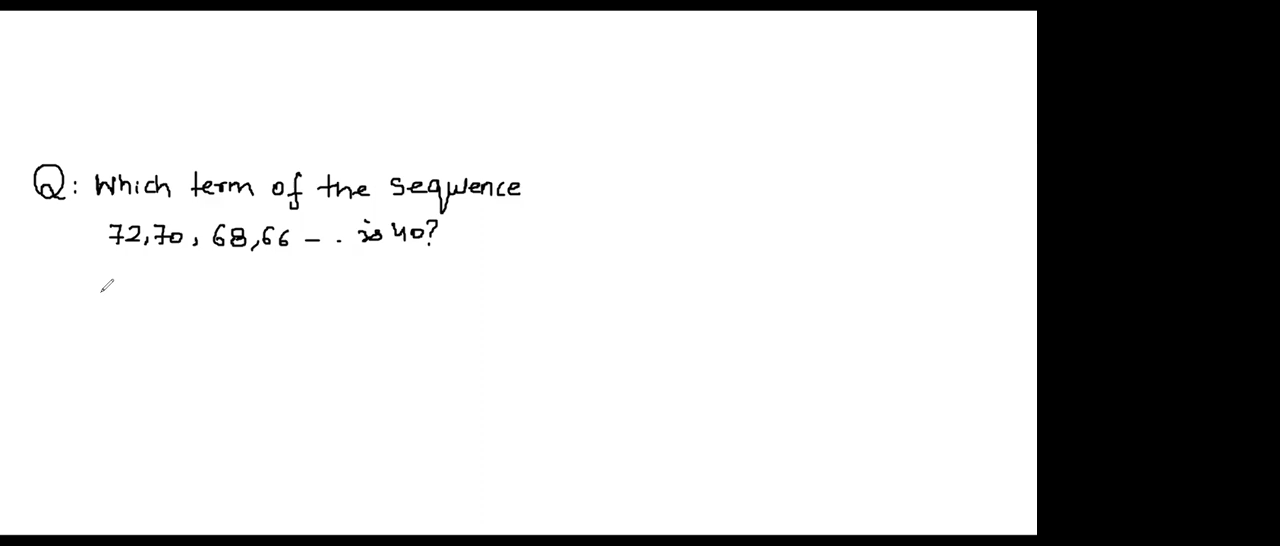 Q: Which term of the sequence
72,70, 68,66 - . is 40?